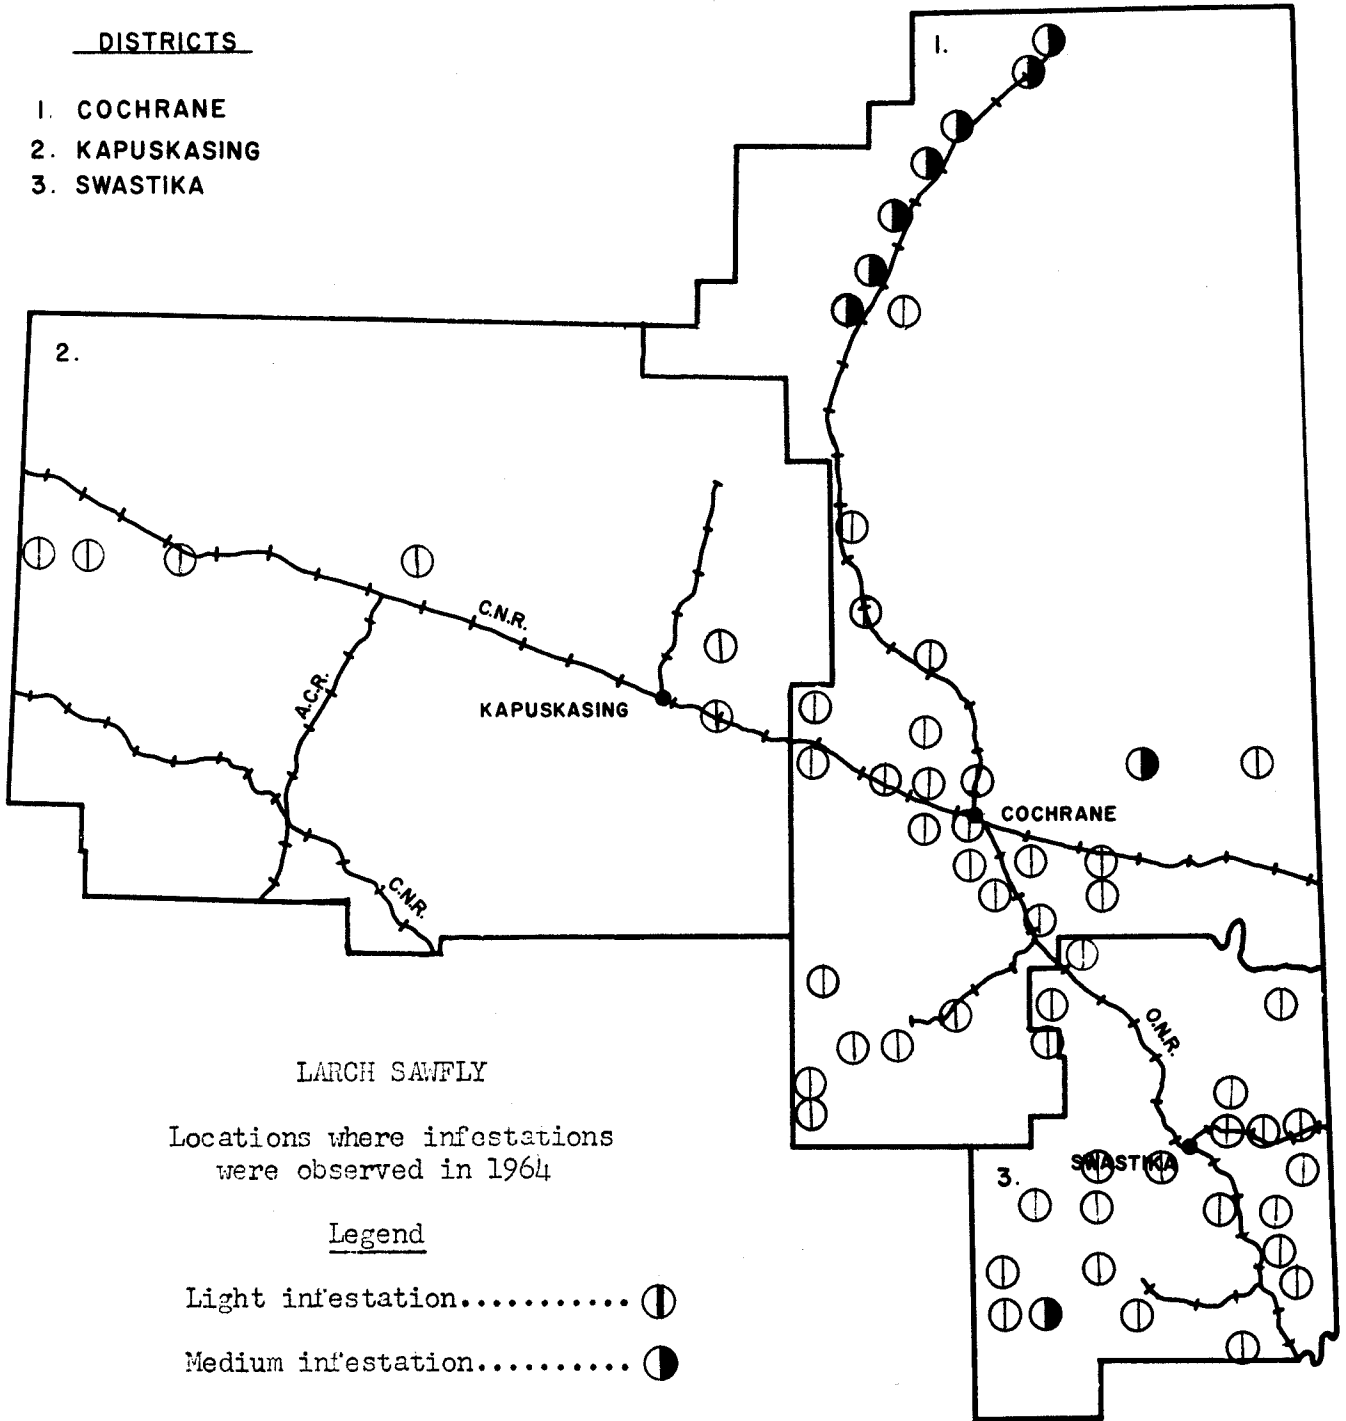 DISTRICTS
1. COCHRANE
2. KAPUSKASING
3. SWASTIKA
1.
2.
C.N.R.
A.C.R.
KAPUSKASING
COCHRANE
C.N.R.
O.N.R.
SWASTIKA
3.
LARCH SAWFLY
Locations where infestations
were observed in 1964
Legend
Light infestation...........
Medium infestation..........